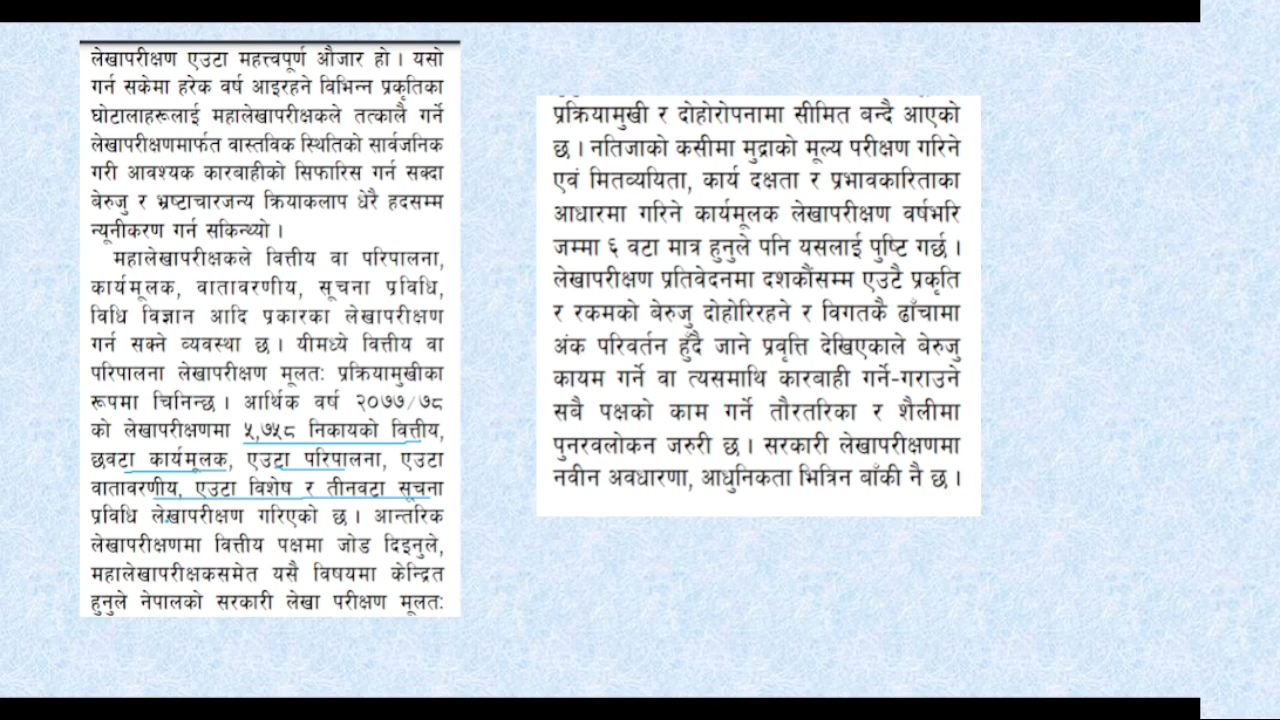 लेखापरीक्षण एउटा महत्त्वपूर्ण औजार हो । यसो
गर्न सकेमा हरेक वर्ष आइरहने विभिन्न प्रकृतिका
घोटालाहरूलाई महालेखापरीक्षकले तत्कालै गर्ने
लेखापरीक्षणमार्फत वास्तविक स्थितिको सार्वजनिक
गरी आवश्यक कारबाहीको सिफारिस गर्न सक्दा
बेरुजु र भ्रष्टाचारजन्य क्रियाकलाप धेरै हदसम्म
न्यूनीकरण गर्न सकिन्थ्यो ।
महालेखापरीक्षकले वित्तीय वा परिपालना,
कार्यमूलक, वातावरणीय, सूचना प्रविधि,
विधि विज्ञान आदि प्रकारका लेखापरीक्षण
गर्न सक्ने व्यवस्था छ । यीमध्ये वित्तीय वा
परिपालना लेखापरीक्षण मूलतः प्रक्रियामुखीका
रूपमा चिनिन्छ । आर्थिक वर्ष २०७७/७८
को लेखापरीक्षणमा ५,७५८ निकायको वित्तीय,
छवटा कार्यमूलक, एउटा परिपालना, एउटा
वातावरणीय, एउटा विशेष र तीनवटा सूचना
प्रविधि लेखापरीक्षण गरिएको छ । आन्तरिक
लेखापरीक्षणमा वित्तीय पक्षमा जोड दिइनुले,
महालेखापरीक्षकसमेत यसै विषयमा केन्द्रित
हुनुले नेपालको सरकारी लेखा परीक्षण मूलतः
प्रक्रियामुखी र दोहोरोपनामा सीमित बन्दै आएको
छ । नतिजाको कसीमा मुद्राको मूल्य परीक्षण गरिने
एवं मितव्ययिता, कार्य दक्षता र प्रभावकारिताका
आधारमा गरिने कार्यमूलक लेखापरीक्षण वर्षभरि
जम्मा ६ वटा मात्र हुनुले पनि यसलाई पुष्टि गर्छ ।
लेखापरीक्षण प्रतिवेदनमा दशकौंसम्म एउटै प्रकृति
र रकमको बेरुजु दोहोरिरहने र विगतकै ढाँचामा
अंक परिवर्तन हुँदै जाने प्रवृत्ति देखिएकाले बेरुजु
कायम गर्ने वा त्यसमाथि कारबाही गर्ने-गराउने
सबै पक्षको काम गर्ने तौरतरिका र शैलीमा
पुनरवलोकन जरुरी छ । सरकारी लेखापरीक्षणमा
नवीन अवधारणा, आधुनिकता भित्रिन बाँकी नै छ ।